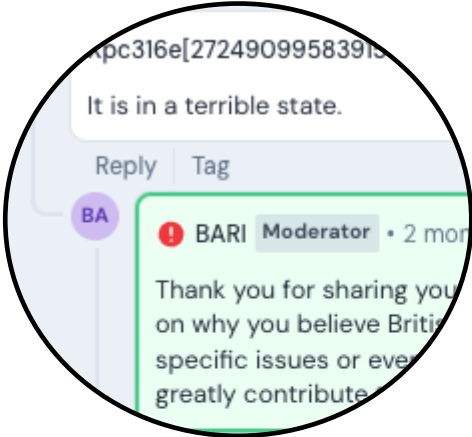 It is in a terrible state.
Reply Tag
BA
BARI Moderator • 2
Thank you for sharing
on why you believe
specific issues or
greatly contribute